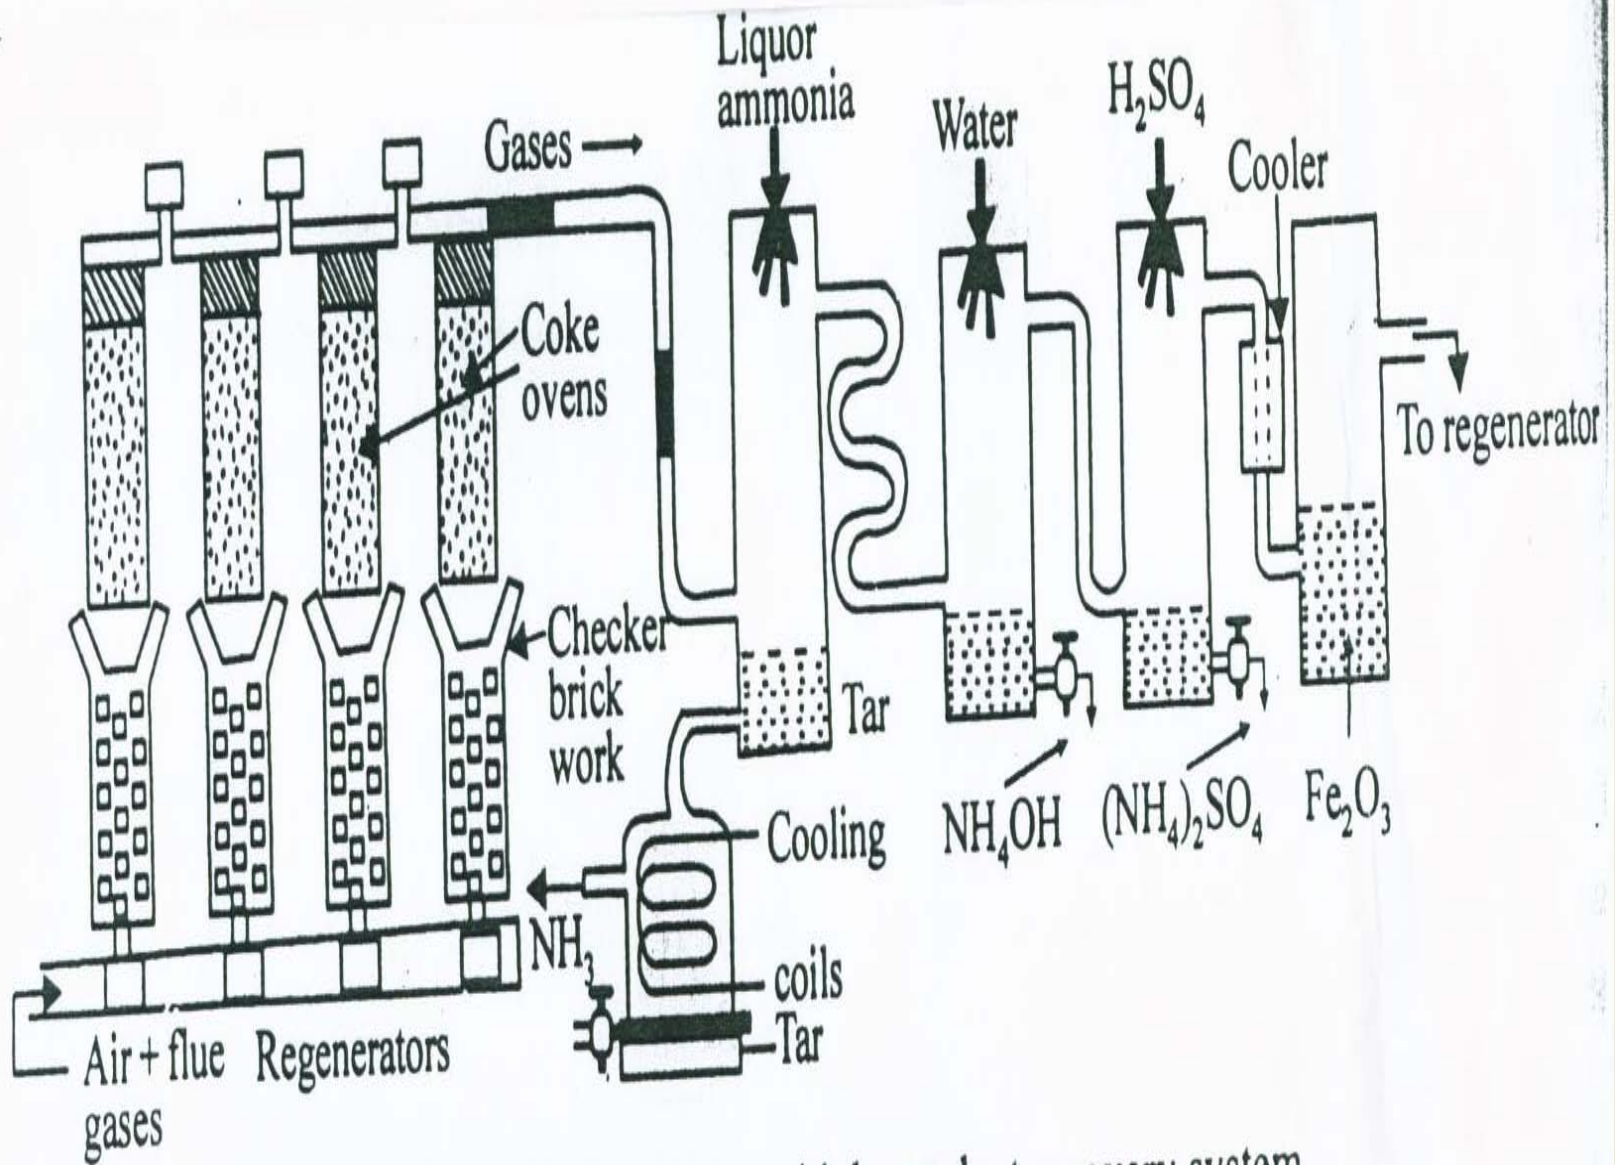 Liquor
ammonia
Water
H₂SO₄
Cooler
Gases
Coke
ovens
To regenerator
Checker
brick
work
Tar
NH₄OH
(NH₄)₂SO₄
Fe₂O₃
Cooling
NH₃
coils
Tar
Air + flue
gases
Regenerators
system